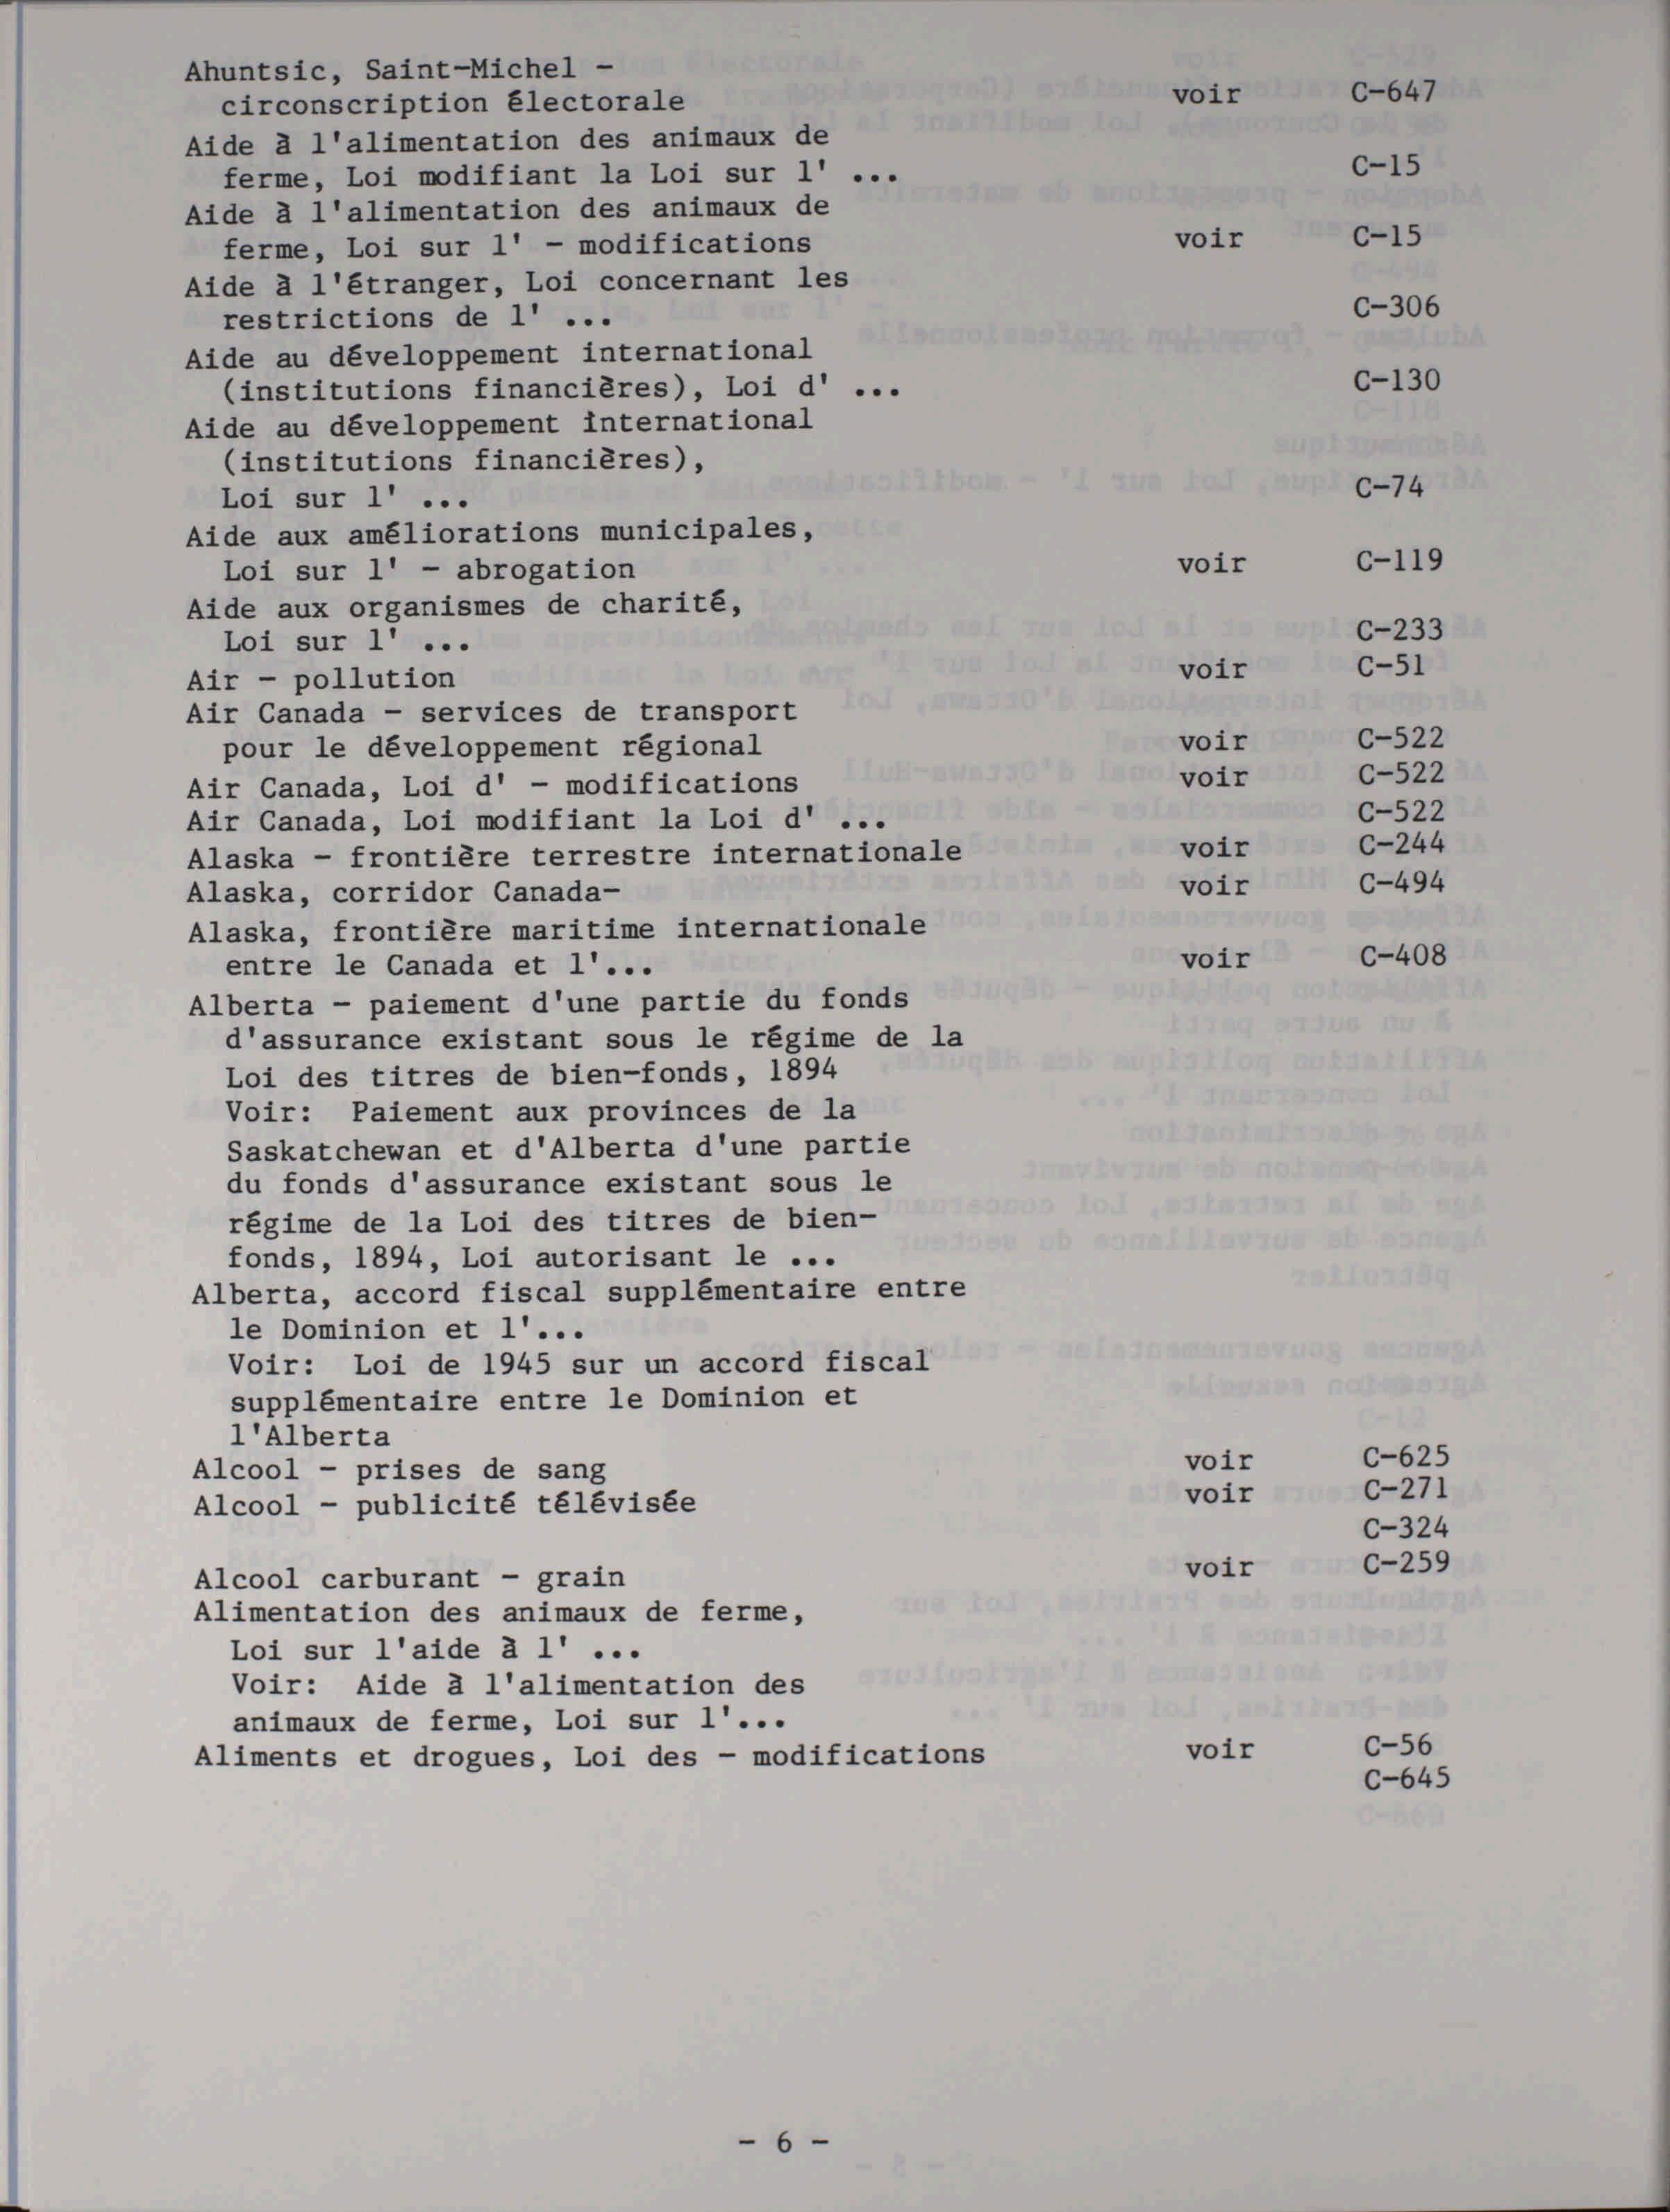 Ahuntsic, Saint-Michel -
circonscription électorale voir C-647
Aide à l'alimentation des animaux de
ferme, Loi modifiant la Loi sur l' ... C-15
Aide à l'alimentation des animaux de
ferme, Loi sur l' - modifications voir C-15
Aide à l'étranger, Loi concernant les
restrictions de l' ... C-306
Aide au développement international
(institutions financières), Loi d' ... C-130
Aide au développement international
(institutions financières),
Loi sur l' ... C-74
Aide aux améliorations municipales,
Loi sur l' - abrogation voir C-119
Aide aux organismes de charité,
Loi sur l' ... C-233
Air - pollution voir C-51
Air Canada - services de transport
pour le développement régional voir C-522
Air Canada, Loi d' - modifications voir C-522
Air Canada, Loi modifiant la Loi d' ... C-522
Alaska - frontière terrestre internationale voir C-244
Alaska, corridor Canada- voir C-494
Alaska, frontière maritime internationale
entre le Canada et l'... voir C-408
Alberta - paiement d'une partie du fonds
d'assurance existant sous le régime de la
Loi des titres de bien-fonds, 1894
Voir: Paiement aux provinces de la
Saskatchewan et d'Alberta d'une partie
du fonds d'assurance existant sous le
régime de la Loi des titres de bien-
fonds, 1894, Loi autorisant le ...
Alberta, accord fiscal supplémentaire entre
le Dominion et l'...
Voir: Loi de 1945 sur un accord fiscal
supplémentaire entre le Dominion et
l'Alberta
Alcool - prises de sang voir C-625
Alcool - publicité télévisée voir C-271
C-324
Alcool carburant - grain voir C-259
Alimentation des animaux de ferme,
Loi sur l'aide à l' ...
Voir: Aide à l'alimentation des
animaux de ferme, Loi sur l'...
Aliments et drogues, Loi des - modifications voir C-56
C-645
- 6 -